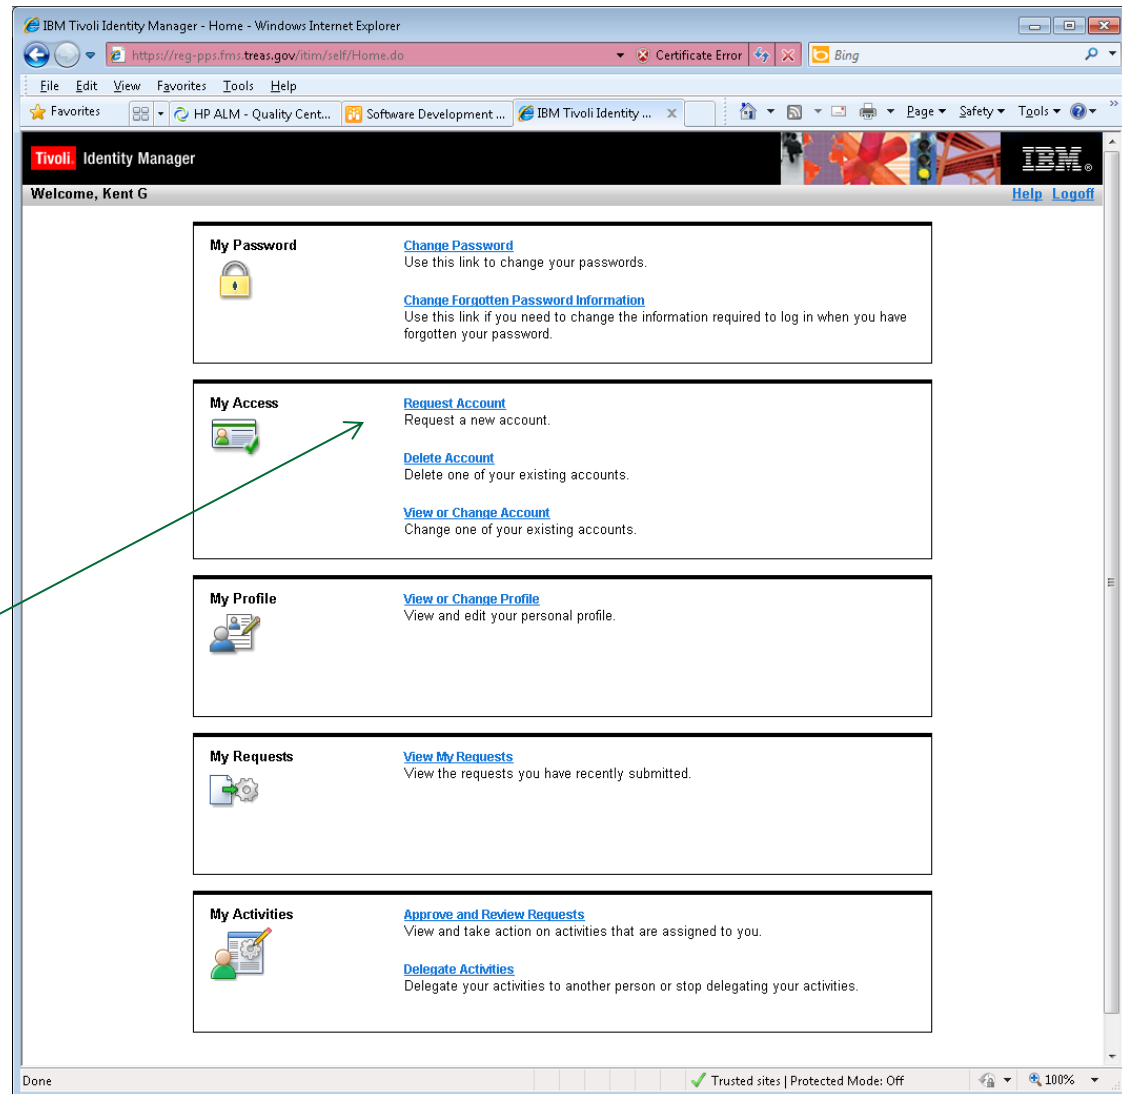 IBM Tivoli Identity Manager - Home - Windows Internet Explorer
https://reg-pps.fms.treas.gov/itim/self/Home.do Certificate Error Bing
File Edit View Favorites Tools Help
Favorites HP ALM - Quality Cent... Software Development ... IBM Tivoli Identity ... X Page Safety Tools »
Tivoli. Identity Manager IBM®
Welcome, Kent G Help Logoff
My Password Change Password
Use this link to change your passwords.
Change Forgotten Password Information
Use this link if you need to change the information required to log in when you have
forgotten your password.
My Access Request Account
Request a new account.
Delete Account
Delete one of your existing accounts.
View or Change Account
Change one of your existing accounts.
My Profile View or Change Profile
View and edit your personal profile.
My Requests View My Requests
View the requests you have recently submitted.
My Activities Approve and Review Requests
View and take action on activities that are assigned to you.
Delegate Activities
Delegate your activities to another person or stop delegating your activities.
Done Trusted sites | Protected Mode: Off 100%